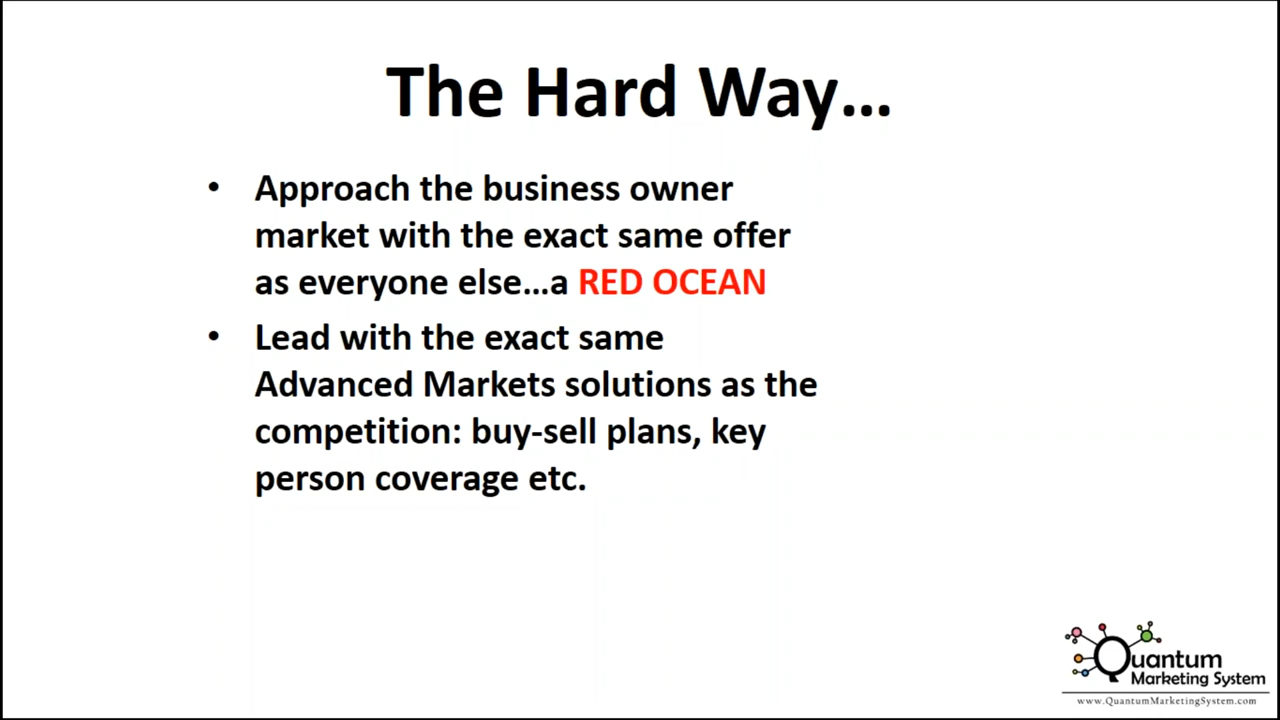 The Hard Way...
• Approach the business owner
market with the exact same offer
as everyone else...a RED OCEAN
• Lead with the exact same
Advanced Markets solutions as the
competition: buy-sell plans, key
person coverage etc.
Quantum
Marketing System
www.QuantumMarketingSystem.com